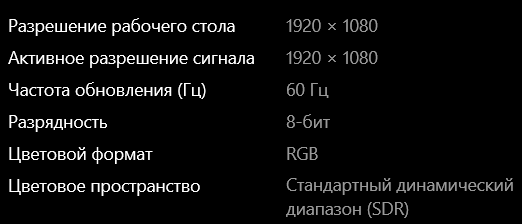 Разрешение рабочего стола 1920 × 1080
Активное разрешение сигнала 1920 × 1080
Частота обновления (Гц) 60 Гц
Разрядность 8-бит
Цветовой формат RGB
Цветовое пространство Стандартный динамический
диапазон (SDR)